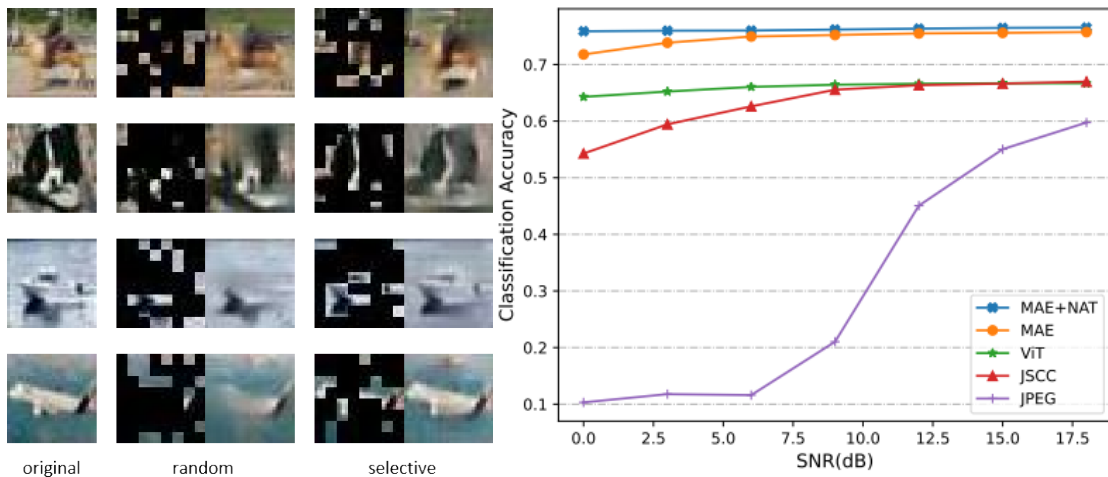 original
random
selective
Classification Accuracy
0.7
0.6
0.5
0.4
0.3
0.2
0.1
0.0
2.5
5.0
7.5
10.0
12.5
15.0
17.5
SNR(dB)
MAE+NAT
MAE
ViT
JSCC
JPEG